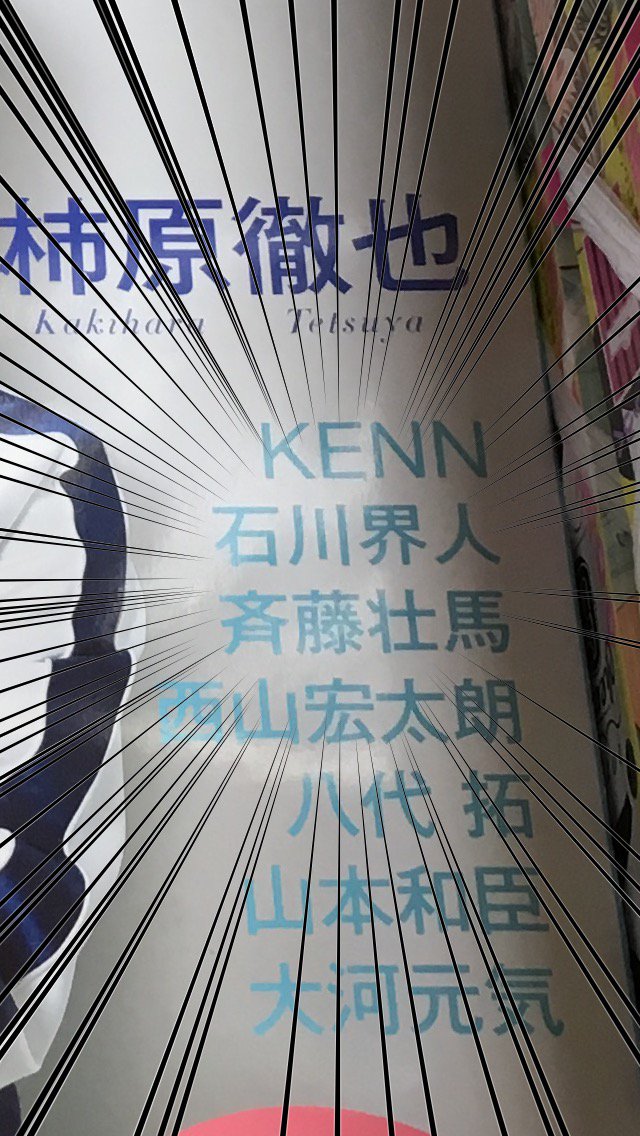 柿原徹也
Kakihara Tetsuya
KENN
石川界人
斉藤壮馬
西山宏太朗
八代 拓
山本和臣
大河元気